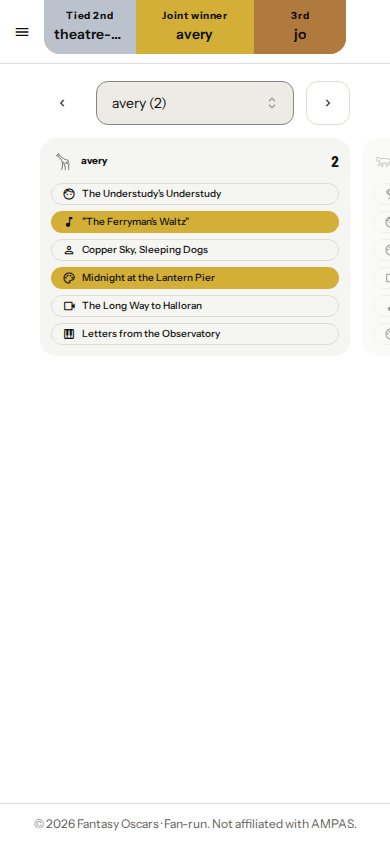 Tied 2nd
theatre-...
Joint winner
avery
3rd
jo
avery (2)
avery
2
The Understudy's Understudy
"The Ferryman's Waltz"
Copper Sky, Sleeping Dogs
Midnight at the Lantern Pier
The Long Way to Halloran
Letters from the Observatory
© 2026 Fantasy Oscars · Fan-run. Not affiliated with AMPAS.